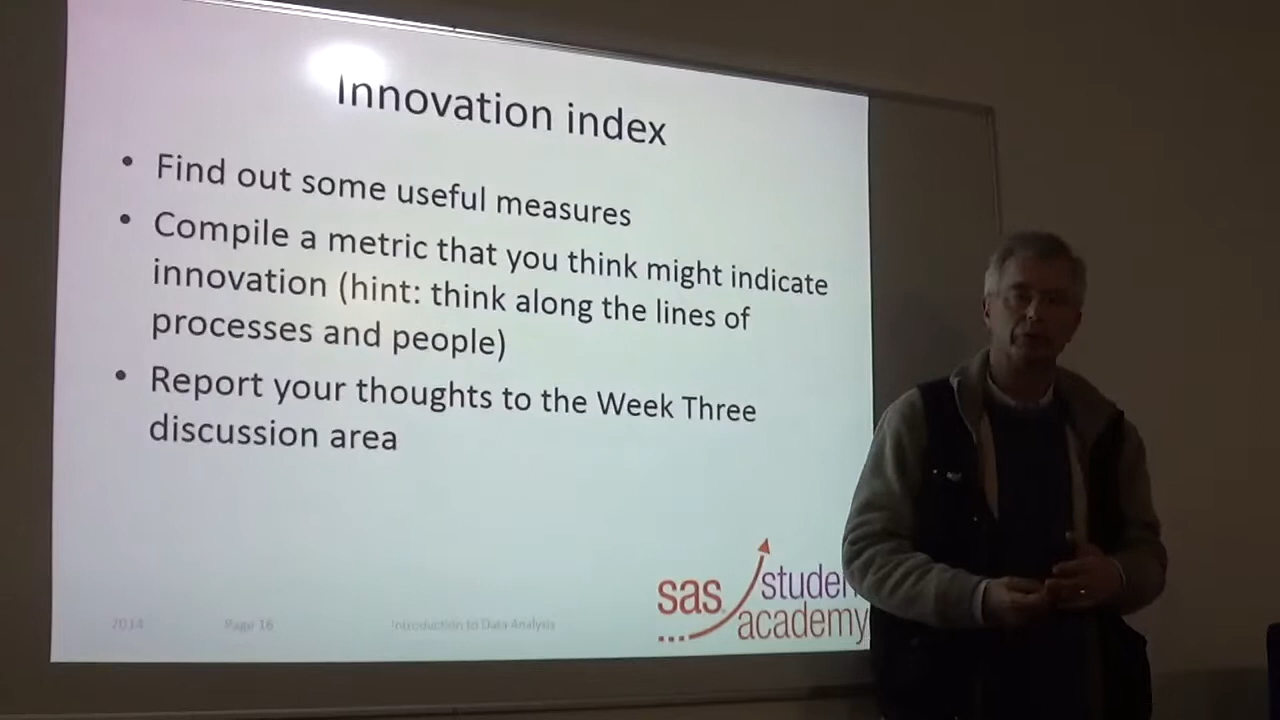 Innovation index
• Find out some useful measures
• Compile a metric that you think might indicate
innovation (hint: think along the lines of
processes and people)
• Report your thoughts to the Week Three
discussion area
2014 Page 16 Introduction to Data Analysis
sas studen
academy